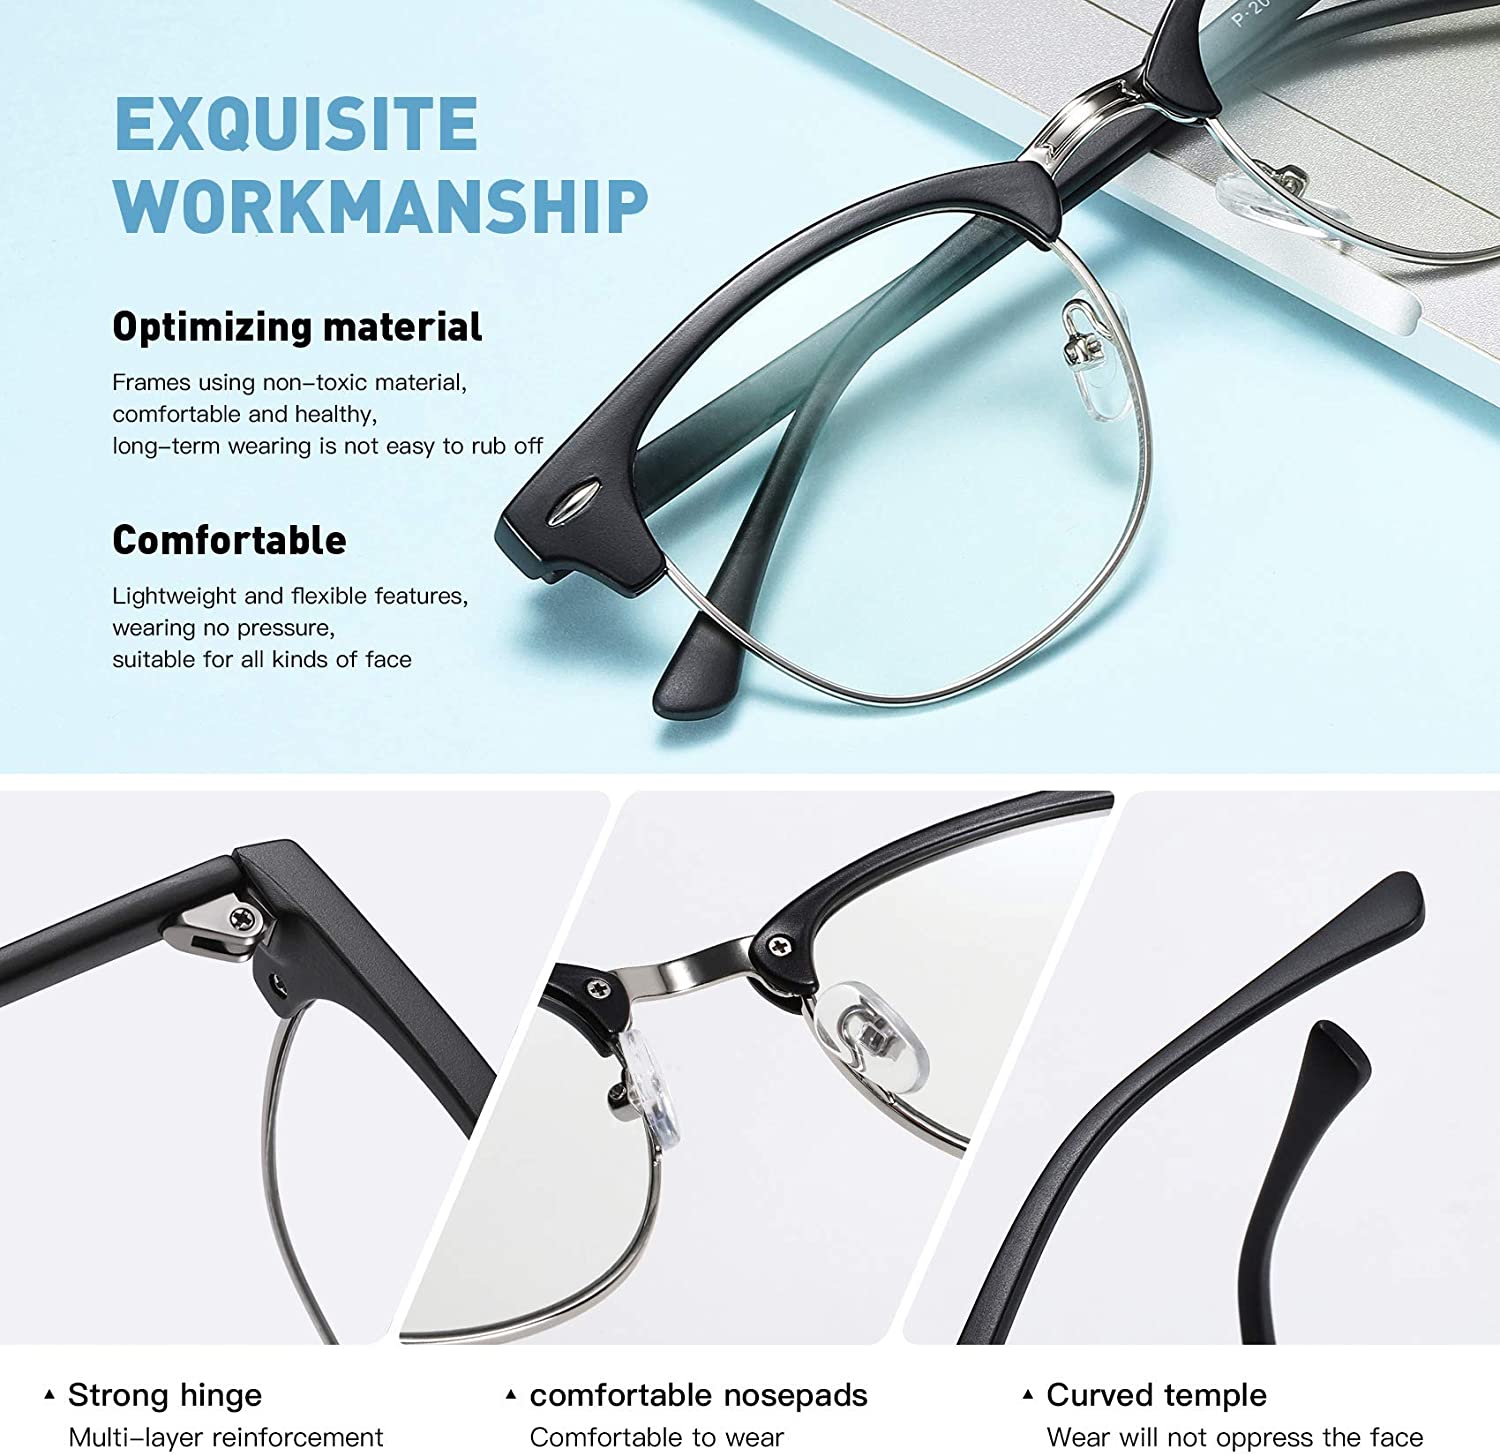 EXQUISITE
WORKMANSHIP
Optimizing material
Frames using non-toxic material,
comfortable and healthy,
long-term wearing is not easy to rub off
Comfortable
Lightweight and flexible features,
wearing no pressure,
suitable for all kinds of face
▲ Strong hinge
Multi-layer reinforcement
▲ comfortable nosepads
Comfortable to wear
▲ Curved temple
Wear will not oppress the face